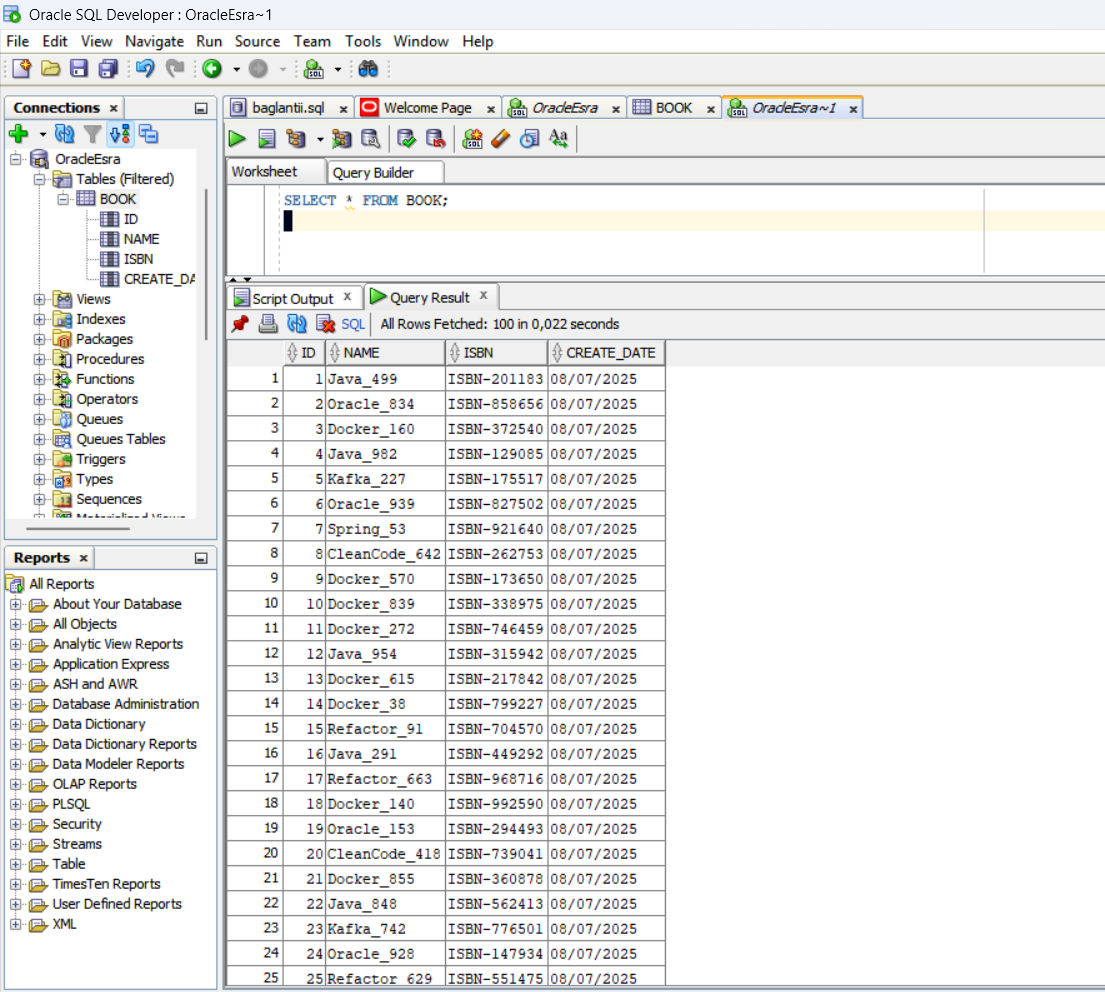 Oracle SQL Developer : OracleEsra~1
File Edit View Navigate Run Source Team Tools Window Help
Connections
OracleEsra
Tables (Filtered)
BOOK
ID
NAME
ISBN
CREATE_DA
Views
Indexes
Packages
Procedures
Functions
Operators
Queues
Queues Tables
Triggers
Types
Sequences
Materialized Views
Reports
All Reports
About Your Database
All Objects
Analytic View Reports
Application Express
ASH and AWR
Database Administration
Data Dictionary
Data Dictionary Reports
Data Modeler Reports
OLAP Reports
PLSQL
Security
Streams
Table
TimesTen Reports
User Defined Reports
XML
baglantii.sql Welcome Page OracleEsra BOOK OracleEsra~1
Worksheet Query Builder
SELECT * FROM BOOK;
Script Output Query Result
SQL All Rows Fetched: 100 in 0,022 seconds
ID NAME ISBN CREATE_DATE
1 1 Java_499 ISBN-201183 08/07/2025
2 2 Oracle_834 ISBN-858656 08/07/2025
3 3 Docker_160 ISBN-372540 08/07/2025
4 4 Java_982 ISBN-129085 08/07/2025
5 5 Kafka_227 ISBN-175517 08/07/2025
6 6 Oracle_939 ISBN-827502 08/07/2025
7 7 Spring_53 ISBN-921640 08/07/2025
8 8 CleanCode_642 ISBN-262753 08/07/2025
9 9 Docker_570 ISBN-173650 08/07/2025
10 10 Docker_839 ISBN-338975 08/07/2025
11 11 Docker_272 ISBN-746459 08/07/2025
12 12 Java_954 ISBN-315942 08/07/2025
13 13 Docker_615 ISBN-217842 08/07/2025
14 14 Docker_38 ISBN-799227 08/07/2025
15 15 Refactor_91 ISBN-704570 08/07/2025
16 16 Java_291 ISBN-449292 08/07/2025
17 17 Refactor_663 ISBN-968716 08/07/2025
18 18 Docker_140 ISBN-992590 08/07/2025
19 19 Oracle_153 ISBN-294493 08/07/2025
20 20 CleanCode_418 ISBN-739041 08/07/2025
21 21 Docker_855 ISBN-360878 08/07/2025
22 22 Java_848 ISBN-562413 08/07/2025
23 23 Kafka_742 ISBN-776501 08/07/2025
24 24 Oracle_928 ISBN-147934 08/07/2025
25 25 Refactor_629 ISBN-551475 08/07/2025